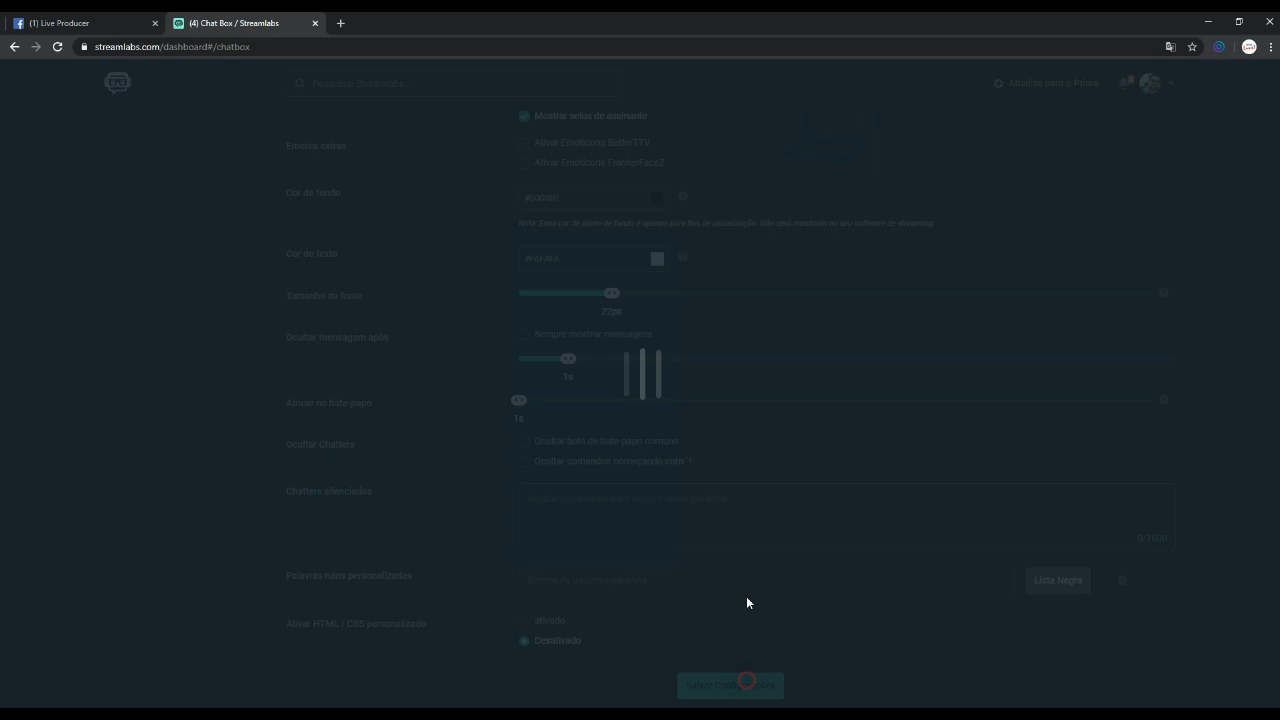 (1) Live Producer
(4) Chat Box / Streamlabs
streamlabs.com/dashboard#/chatbox
Pesquisar Streamlabs...
Atualize para o Prime
Mostrar selos de assinante
Emotes extras
Ativar Emoticons BetterTTV
Ativar Emoticons FrankerFaceZ
Cor de fundo
#000000
Nota: Essa cor de plano de fundo é apenas para fins de visualização. Não será mostrado no seu software de streaming.
Cor do texto
#FAFAFA
Tamanho da fonte
27px
Ocultar mensagem após
Sempre mostrar mensagens
1s
Atraso no bate-papo
1s
Ocultar Chatters
Ocultar bots de bate-papo comuns
Ocultar comandos começando com '!'
Chatters silenciados
0/1000
Palavras ruins personalizadas
Lista Negra
Ativar HTML / CSS personalizado
ativado
Desativado
Salvar Configurações